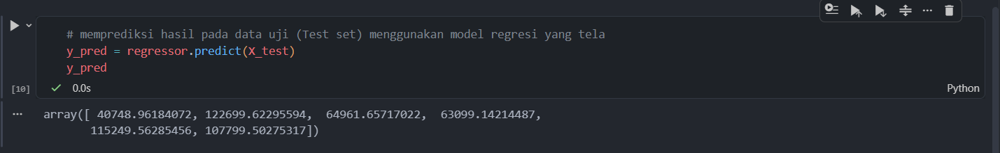 # memprediksi hasil pada data uji (Test set) menggunakan model regresi yang tela
y_pred = regressor.predict(X_test)
y_pred
[10]
0.0s
Python
array([ 40748.96184072, 122699.62295594,  64961.65717022,  63099.14214487,
       115249.56285456, 107799.50275317])